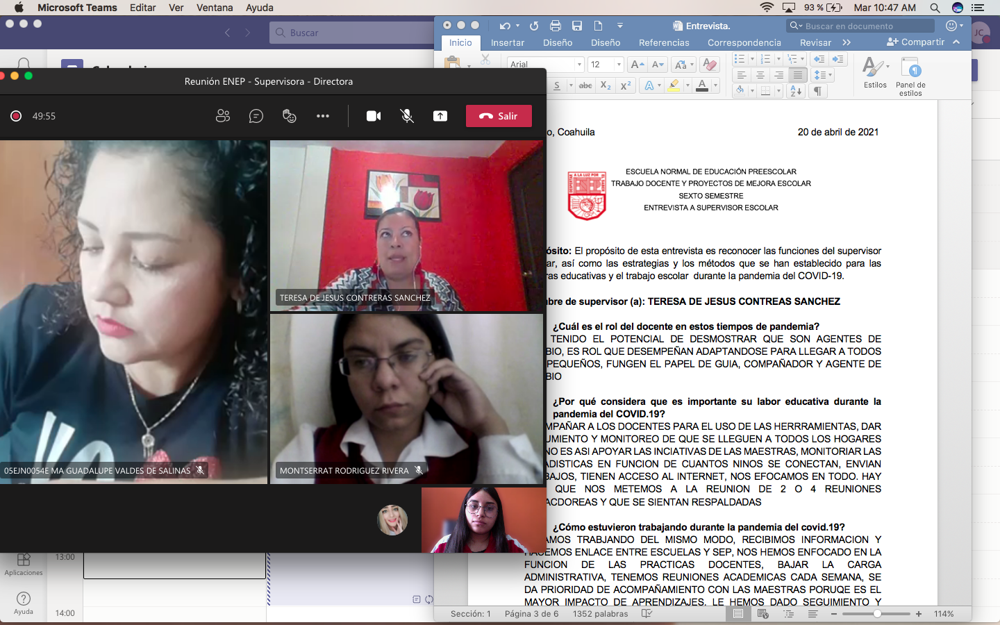 Microsoft Teams Editar Ver Ventana Ayuda
93 % Mar 10:47 AM
Buscar
Entrevista.
Buscar en documento
JC
Inicio Insertar Diseño Diseño Referencias Correspondencia Revisar
Compartir
Arial 12
S abc X2 X2
Estilos Panel de estilos
Reunión ENEP - Supervisora - Directora
49:55
Salir
TERESA DE JESUS CONTRERAS SANCHEZ
05EJN0054E MA GUADALUPE VALDES DE SALINAS
MONTSERRAT RODRIGUEZ RIVERA
13:00
Aplicaciones
Ayuda
14:00
o, Coahuila 20 de abril de 2021
ESCUELA NORMAL DE EDUCACIÓN PREESCOLAR
TRABAJO DOCENTE Y PROYECTOS DE MEJORA ESCOLAR
SEXTO SEMESTRE
ENTREVISTA A SUPERVISOR ESCOLAR
ósito: El propósito de esta entrevista es reconocer las funciones del supervisor
ar, así como las estrategias y los métodos que se han establecido para las
ras educativas y el trabajo escolar durante la pandemia del COVID-19.
bre de supervisor (a): TERESA DE JESUS CONTREAS SANCHEZ
¿Cuál es el rol del docente en estos tiempos de pandemia?
TENIDO EL POTENCIAL DE DESMOSTRAR QUE SON AGENTES DE
BIO, ES ROL QUE DESEMPEÑAN ADAPTANDOSE PARA LLEGAR A TODOS
PEQUEÑOS, FUNGEN EL PAPEL DE GUIA, COMPAÑADOR Y AGENTE DE
BIO
¿Por qué considera que es importante su labor educativa durante la
pandemia del COVID.19?
MPAÑAR A LOS DOCENTES PARA EL USO DE LAS HERRRAMIENTAS, DAR
UMIENTO Y MONITOREO DE QUE SE LLEGUEN A TODOS LOS HOGARES
NO ES ASI APOYAR LAS INCIATIVAS DE LAS MAESTRAS, MONITORIAR LAS
ADISTICAS EN FUNCION DE CUANTOS NINOS SE CONECTAN, ENVIAN
BAJOS, TIENEN ACCESO AL INTERNET, NOS EFOCAMOS EN TODO. HAY
QUE NOS METEMOS A LA REUNION DE 2 O 4 REUNIONES
ACDOREAS Y QUE SE SIENTAN RESPALDADAS
¿Cómo estuvieron trabajando durante la pandemia del covid.19?
AMOS TRABJANDO DEL MISMO MODO, RECIBIMOS INFORMACION Y
HACEMOS ENLACE ENTRE ESCUELAS Y SEP, NOS HEMOS ENFOCADO EN LA
FUNCION DE LAS PRACTICAS DOCENTES, BAJAR LA CARGA
ADMINISTRATIVA, TENEMOS REUNIONES ACADEMICAS CADA SEMANA, SE
DA PRIORIDAD DE ACOMPAÑAMIENTO CON LAS MAESTRAS PORUQE ES EL
MAYOR IMPACTO DE APRENDIZAJES. LE HEMOS DADO SEGUIMIENTO Y
Sección: 1 Página 3 de 6 1352 palabras 114%